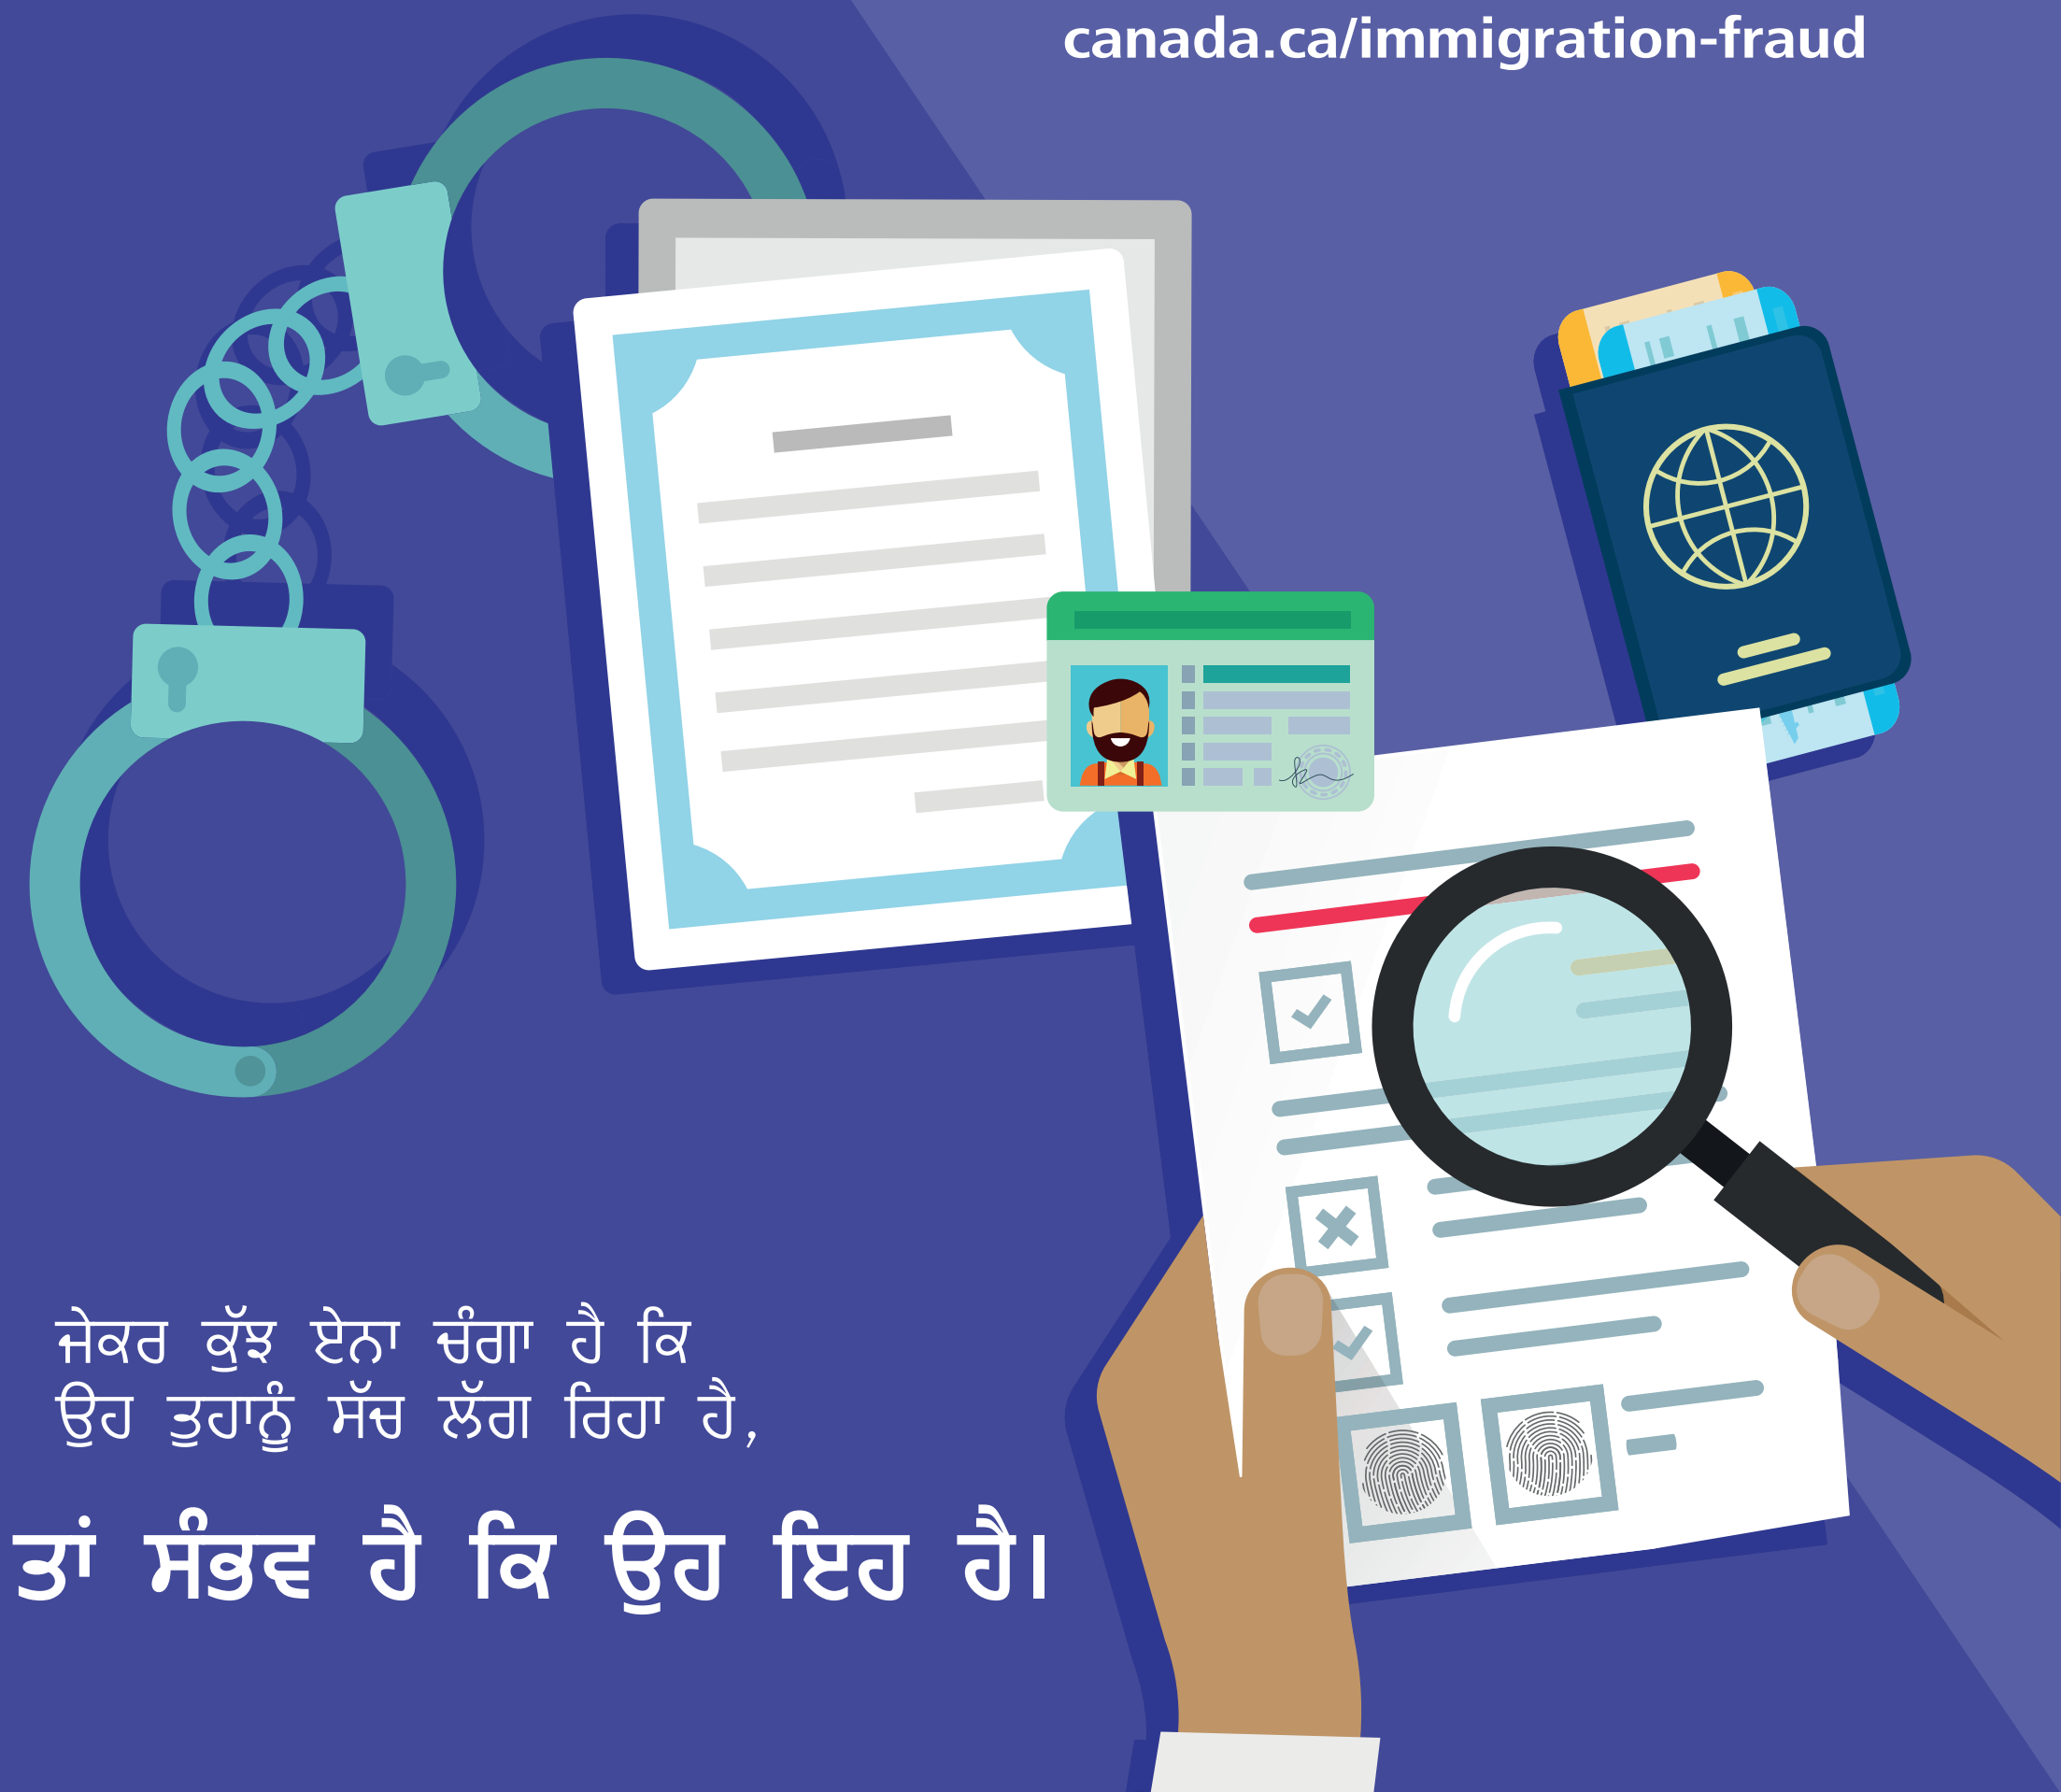 canada.ca/immigration-fraud
ਜੇਕਰ ਕੁੱਝ ਏਨਾ ਚੰਗਾ ਹੈ ਕਿ
ਉਹ ਤੁਹਾਨੂੰ ਸੱਚ ਲੱਗ ਰਿਹਾ ਹੈ,
ਤਾਂ ਸੰਭਵ ਹੈ ਕਿ ਉਹ ਇਹ ਹੈ।